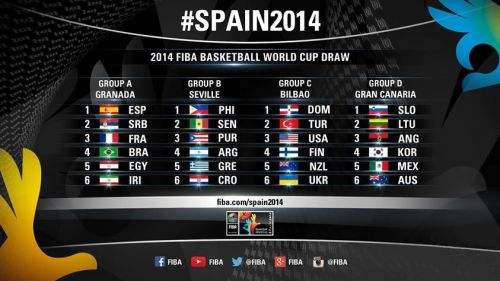 #SPAIN2014
2014 FIBA BASKETBALL WORLD CUP DRAW
GROUP A
GRANADA
1 ESP
2 SRB
3 FRA
4 BRA
5 EGY
6 IRI
GROUP B
SEVILLE
1 PHI
2 SEN
3 PUR
4 ARG
5 GRE
6 CRO
GROUP C
BILBAO
1 DOM
2 TUR
3 USA
4 FIN
5 NZL
6 UKR
GROUP D
GRAN CANARIA
1 SLO
2 LTU
3 ANG
4 KOR
5 MEX
6 AUS
fiba.com/spain2014
FIBA
FIBA FIBA @FIBA FIBA @FIBA